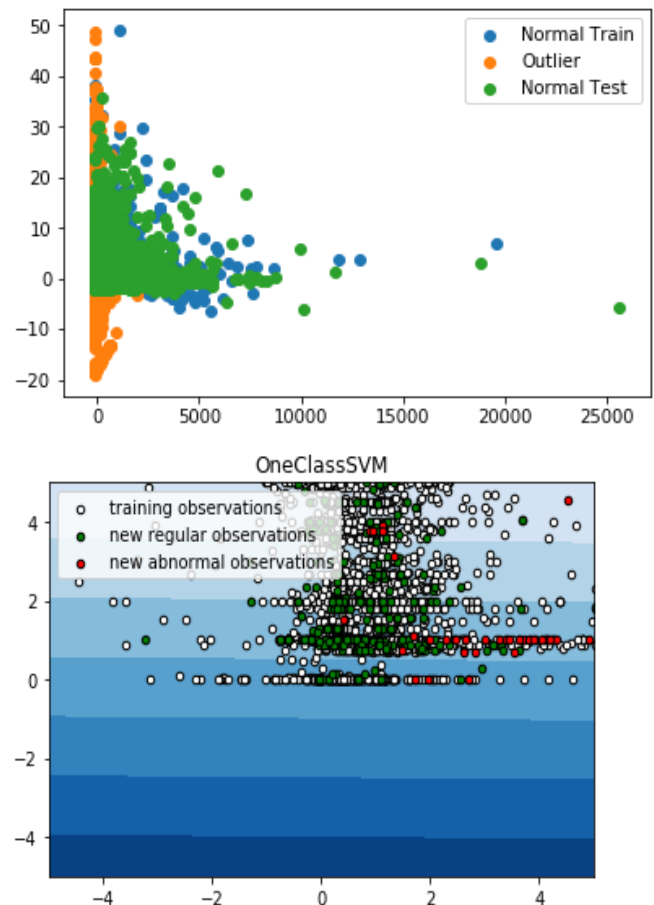 50
40
30
20
10
0
−10
−20
Normal Train
Outlier
Normal Test
0 5000 10000 15000 20000 25000
OneClassSVM
training observations
new regular observations
new abnormal observations
4
2
0
−2
−4
−4 −2 0 2 4